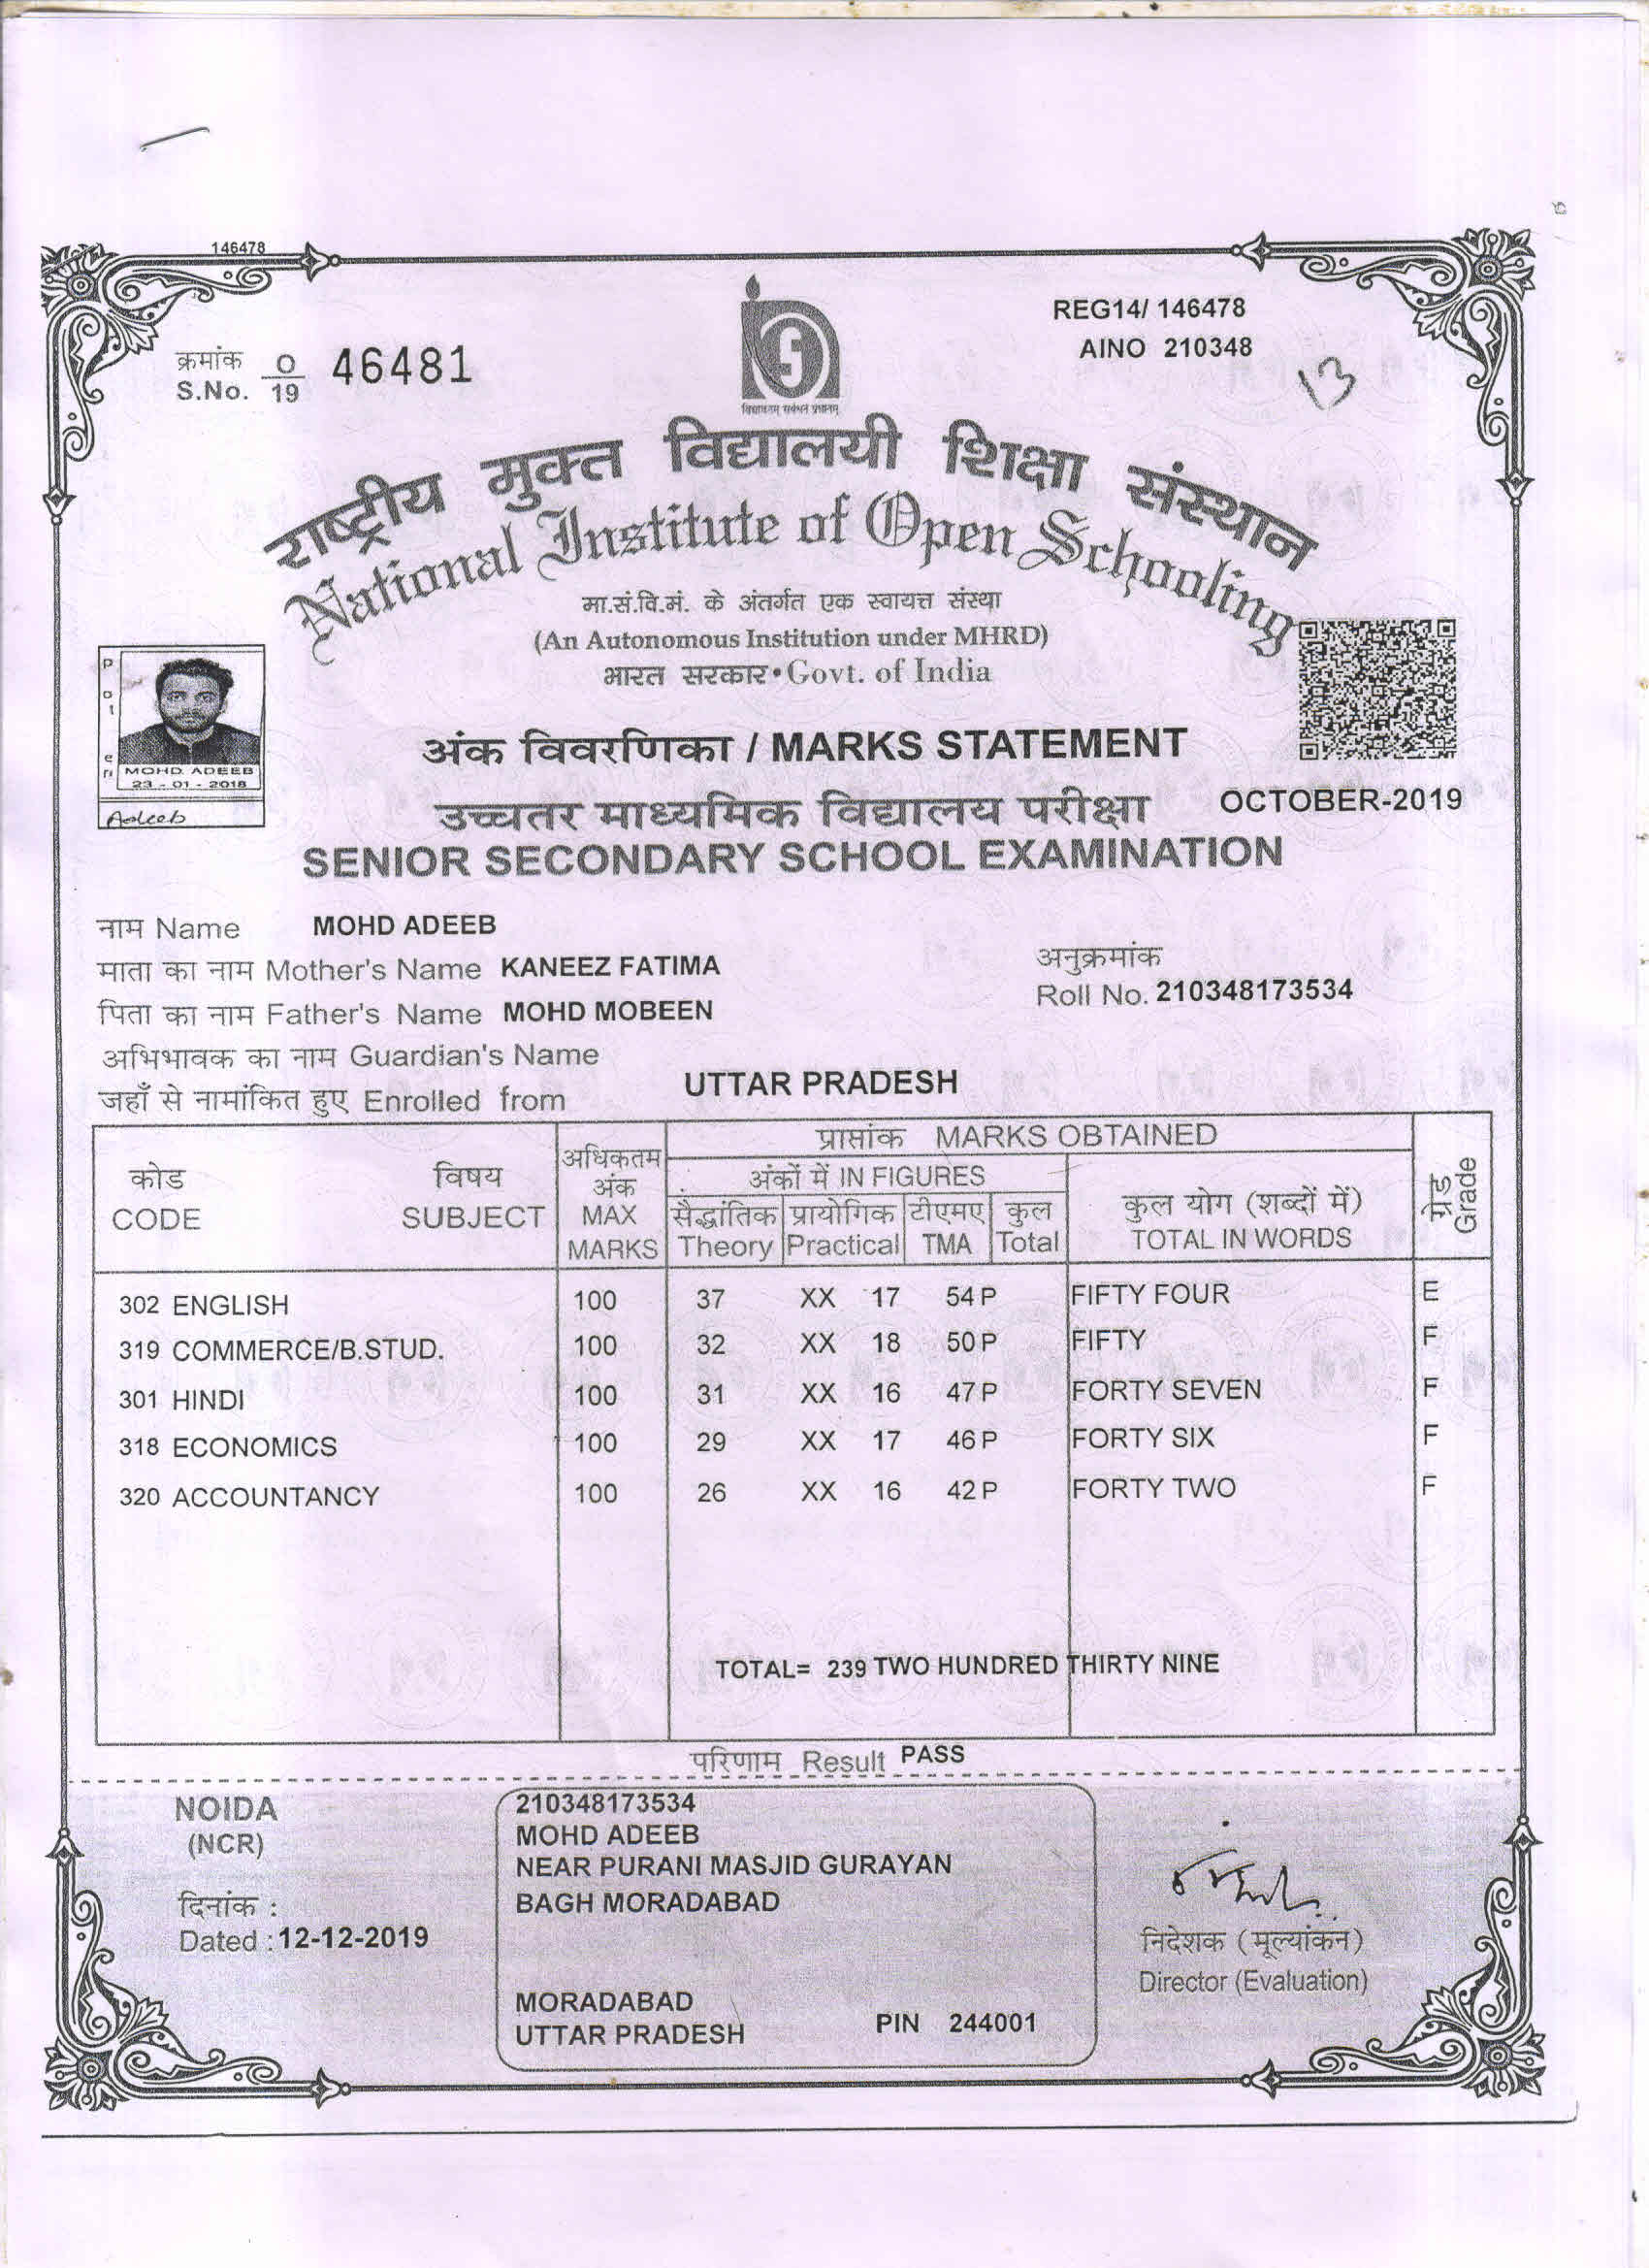 146478
REG14/ 146478
AINO 210348
क्रमांक O
S.No. 19 46481
13
राष्ट्रीय मुक्त विद्यालयी शिक्षा संस्थान
National Institute of Open Schooling
मा.सं.वि.मं. के अंतर्गत एक स्वायत्त संस्था
(An Autonomous Institution under MHRD)
भारत सरकार • Govt. of India
MOHD. ADEEB
23 - 01 - 2018
Adeeb
अंक विवरणिका / MARKS STATEMENT
उच्चतर माध्यमिक विद्यालय परीक्षा OCTOBER-2019
SENIOR SECONDARY SCHOOL EXAMINATION
नाम Name MOHD ADEEB
माता का नाम Mother's Name KANEEZ FATIMA
अनुक्रमांक
Roll No. 210348173534
पिता का नाम Father's Name MOHD MOBEEN
अभिभावक का नाम Guardian's Name
जहाँ से नामांकित हुए Enrolled from UTTAR PRADESH
कोड
CODE
विषय
SUBJECT
अधिकतम
अंक
MAX
MARKS
प्राप्तांक MARKS OBTAINED
अंकों में IN FIGURES
सैद्धांतिक प्रायोगिक टीएमए कुल
Theory Practical TMA Total
कुल योग (शब्दों में)
TOTAL IN WORDS
ग्रेड
Grade
302 ENGLISH 100 37 XX 17 54 P FIFTY FOUR E
319 COMMERCE/B.STUD. 100 32 XX 18 50 P FIFTY F
301 HINDI 100 31 XX 16 47 P FORTY SEVEN F
318 ECONOMICS 100 29 XX 17 46 P FORTY SIX F
320 ACCOUNTANCY 100 26 XX 16 42 P FORTY TWO F
TOTAL= 239 TWO HUNDRED THIRTY NINE
परिणाम Result PASS
NOIDA
(NCR)
दिनांक :
Dated : 12-12-2019
210348173534
MOHD ADEEB
NEAR PURANI MASJID GURAYAN
BAGH MORADABAD
MORADABAD
UTTAR PRADESH PIN 244001
निदेशक (मूल्यांकन)
Director (Evaluation)